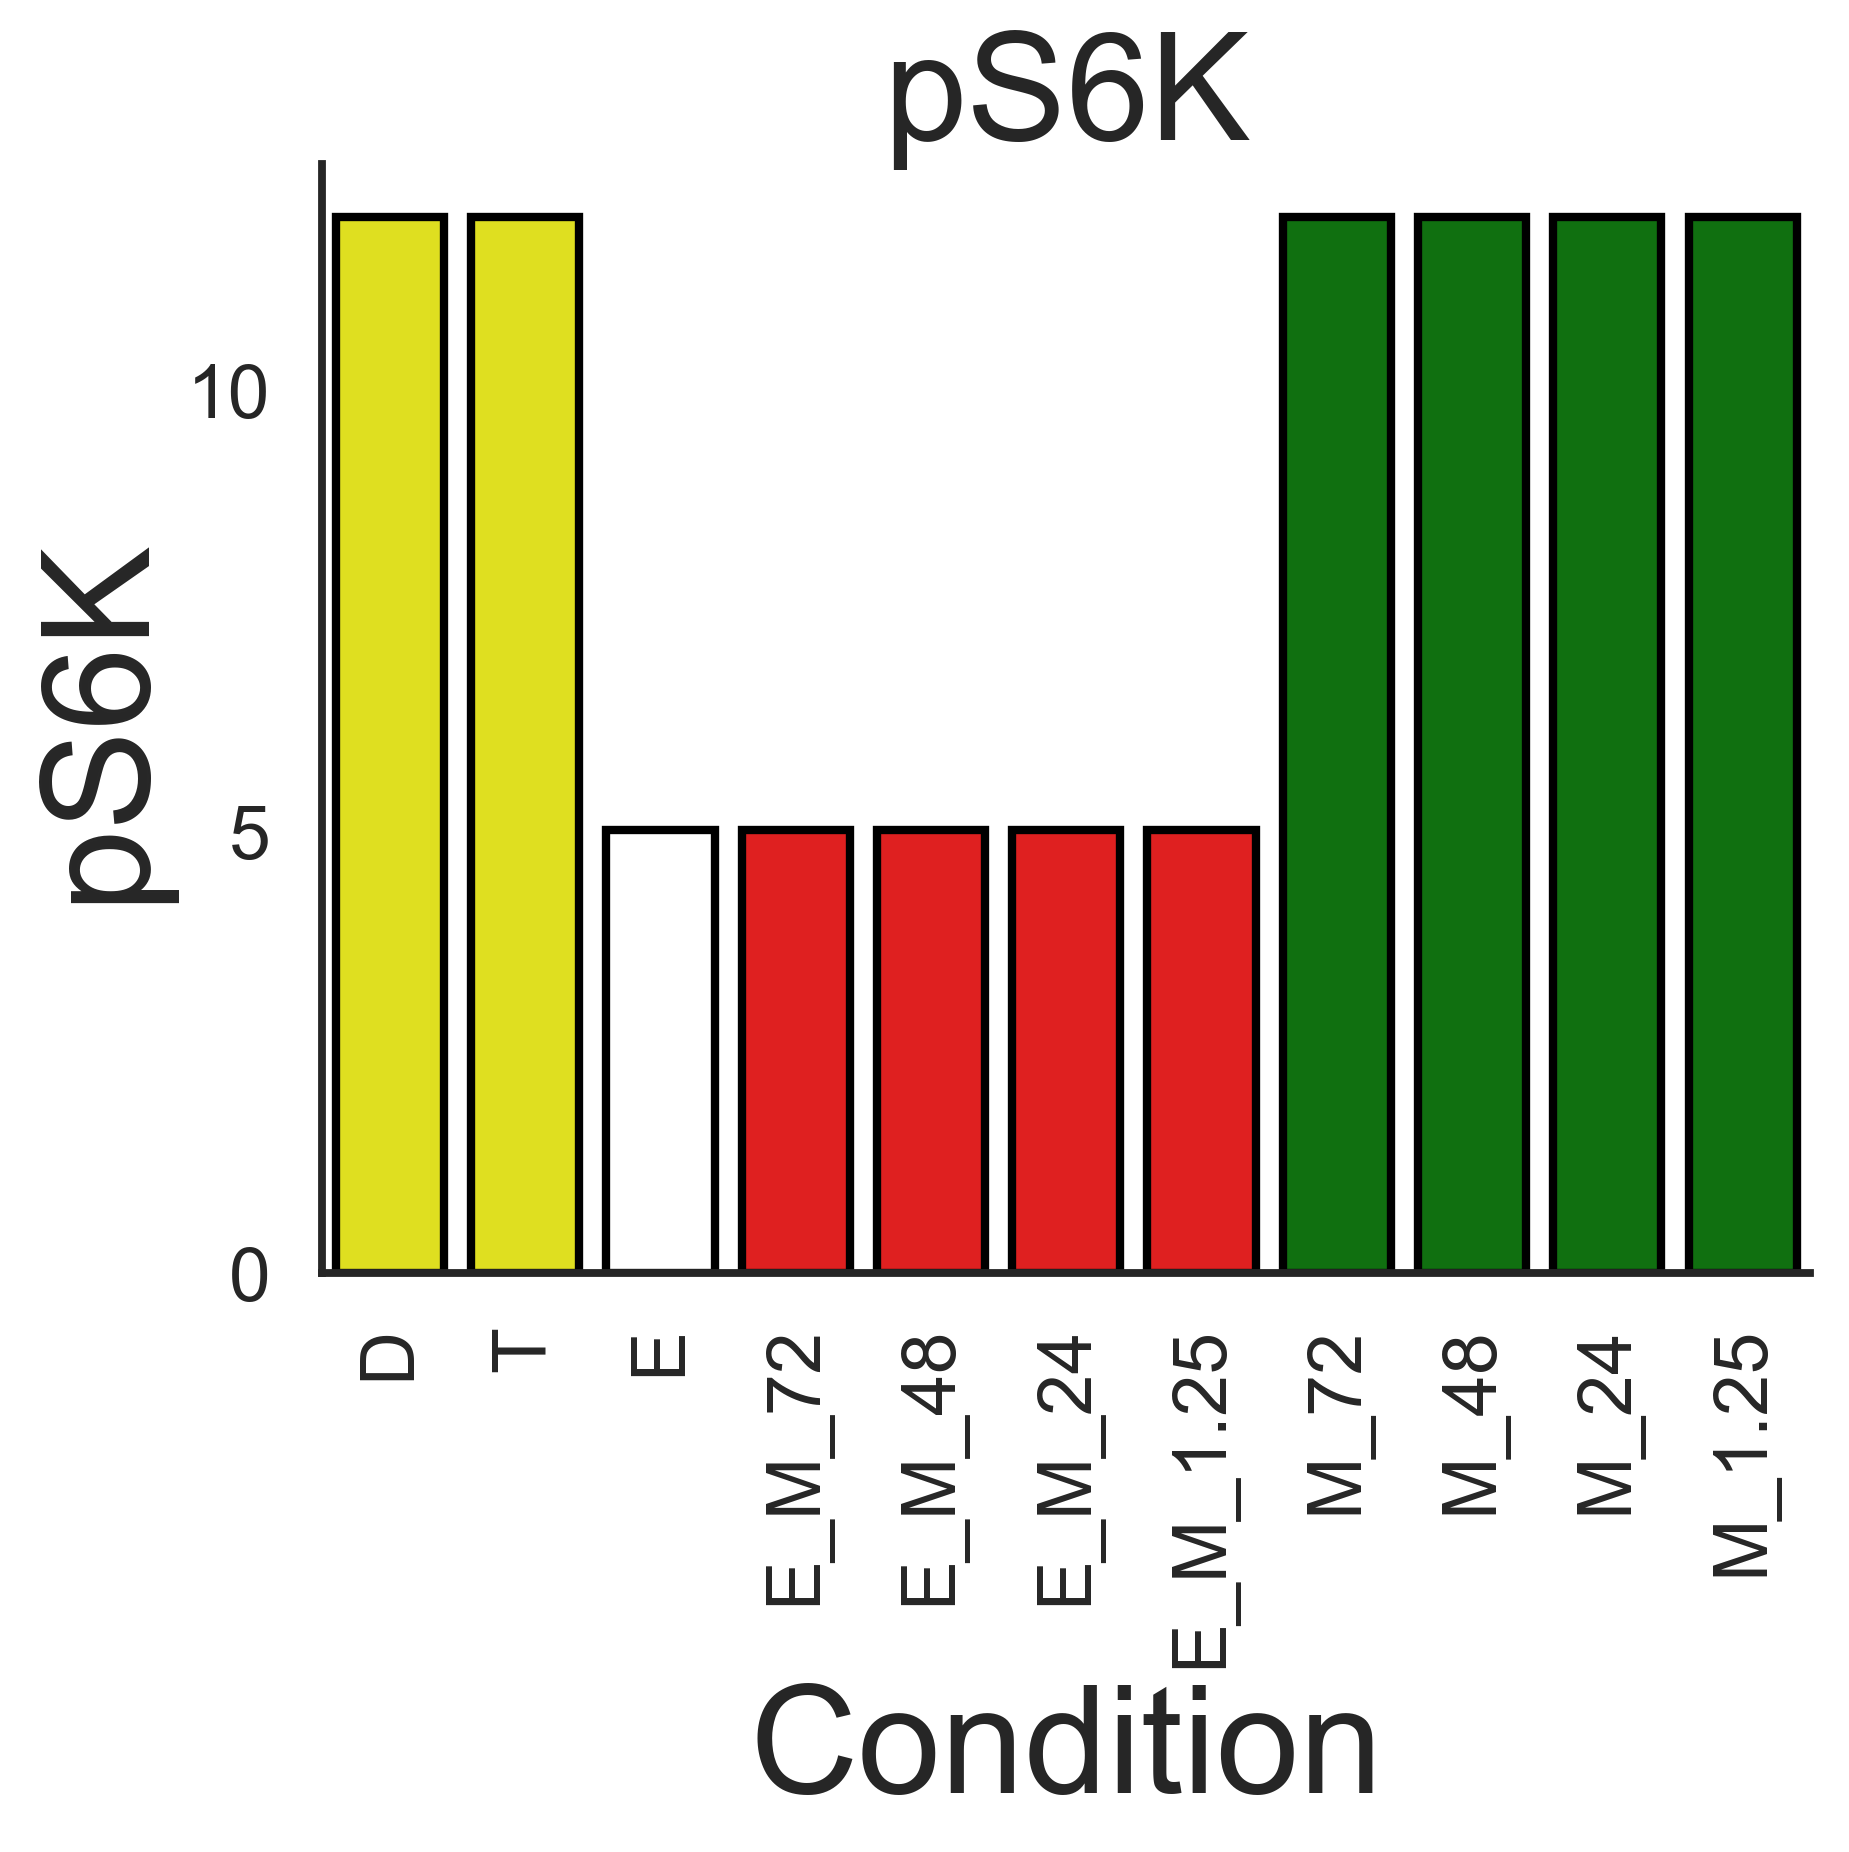 pS6K
10
5
0
pS6K
D
T
E
E_M_72
E_M_48
E_M_24
E_M_1.25
M_72
M_48
M_24
M_1.25
Condition